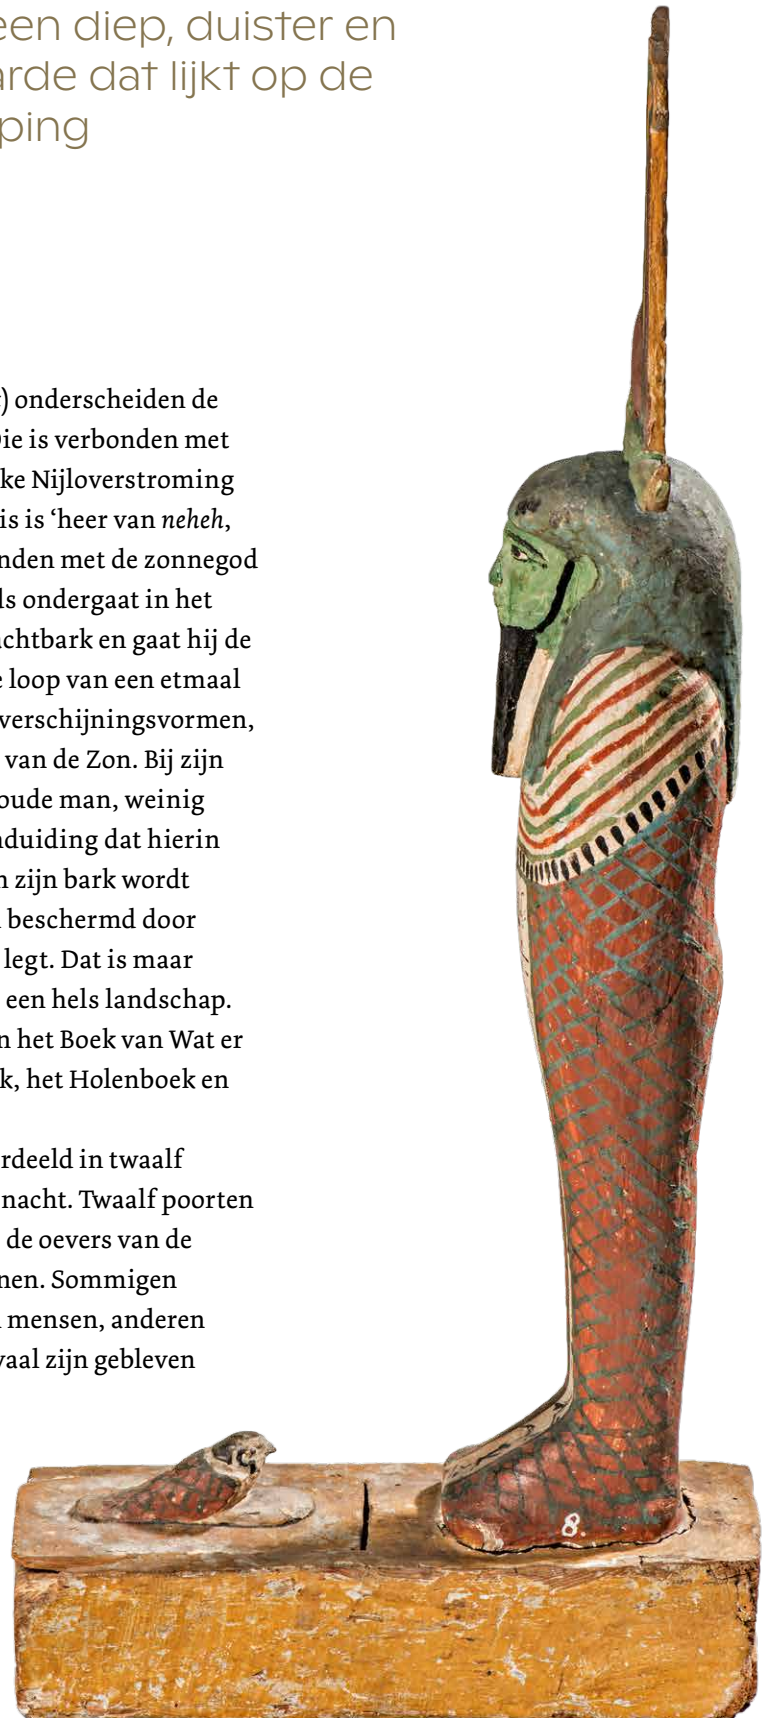 een diep, duister en
arde dat lijkt op de
ping
) onderscheiden de
Die is verbonden met
ke Nijloverstroming
is is ‘heer van neheh,
nden met de zonnegod
ls ondergaat in het
achtbark en gaat hij de
e loop van een etmaal
verschijningsvormen,
van de Zon. Bij zijn
oude man, weinig
nduiding dat hierin
n zijn bark wordt
beschermd door
legt. Dat is maar
een hels landschap.
n het Boek van Wat er
k, het Holenboek en
rdeeld in twaalf
nacht. Twaalf poorten
de oevers van de
nen. Sommigen
mensen, anderen
vaal zijn gebleven
8.